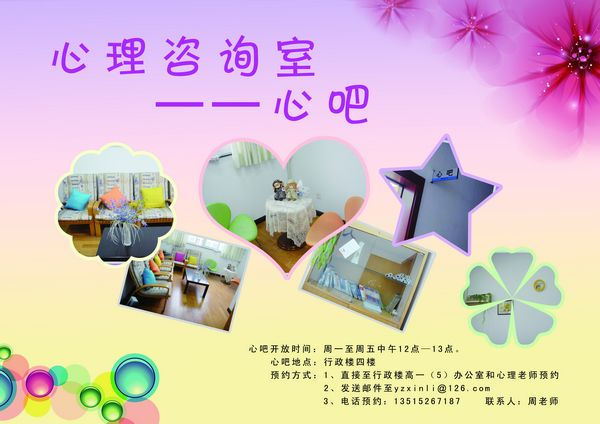 心理咨询室
——心吧
心吧
心吧开放时间：周一至周五中午12点—13点。
心吧地点：行政楼四楼
预约方式：1、直接至行政楼高一（5）办公室和心理老师预约
2、发送邮件至yzxinli@126.com
3、电话预约：13515267187 联系人：周老师